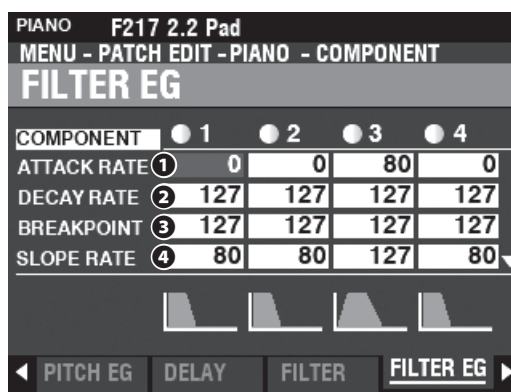 PIANO F217 2.2 Pad
MENU - PATCH EDIT - PIANO - COMPONENT
FILTER EG
COMPONENT 1 2 3 4
ATTACK RATE 1 0 0 80 0
DECAY RATE 2 127 127 127 127
BREAKPOINT 3 127 127 127 127
SLOPE RATE 4 80 80 127 80
PITCH EG DELAY FILTER FILTER EG